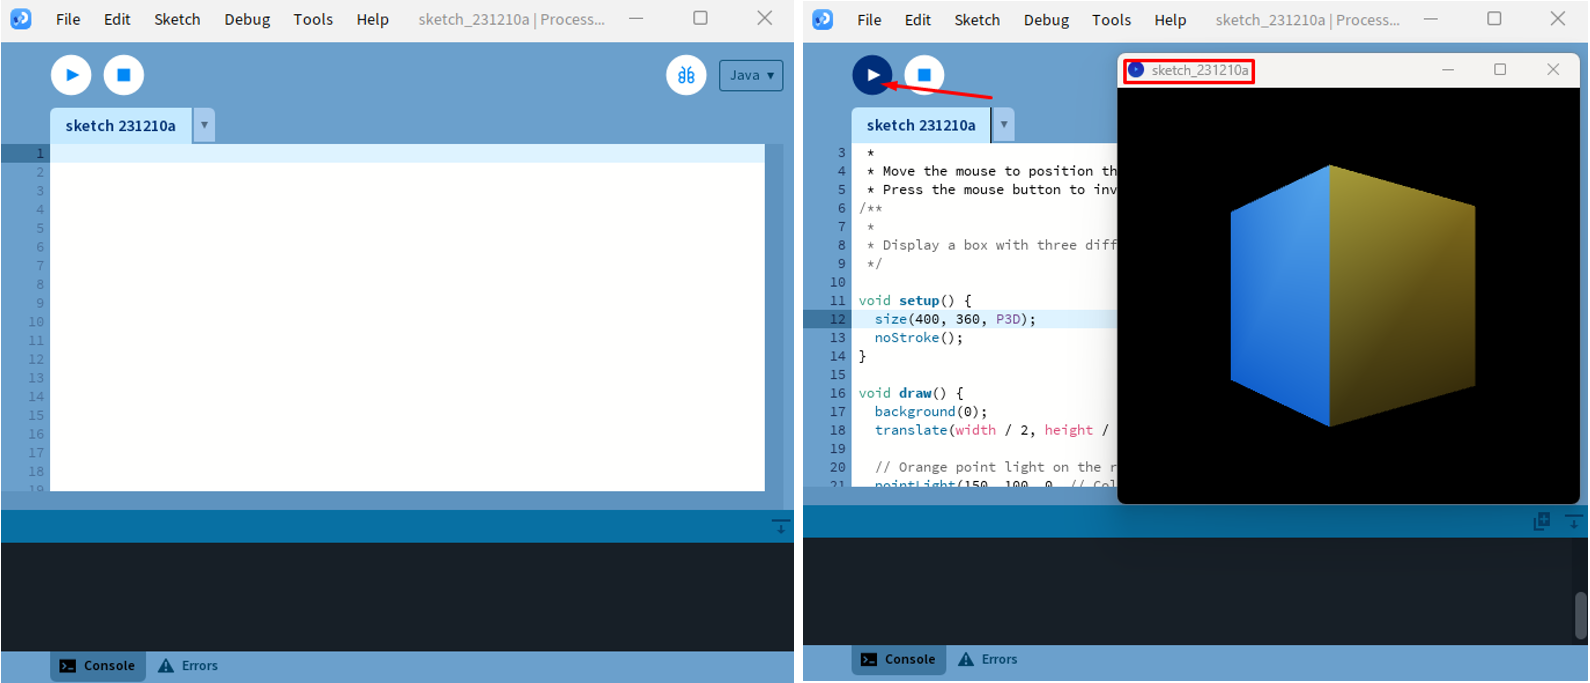 File Edit Sketch Debug Tools Help sketch_231210a | Process...
Java ▾
sketch 231210a ▾
1
2
3
4
5
6
7
8
9
10
11
12
13
14
15
16
17
18
19
Console Errors
File Edit Sketch Debug Tools Help sketch_231210a | Process...
sketch_231210a
sketch 231210a ▾
3 *
4 * Move the mouse to position th
5 * Press the mouse button to inv
6 /**
7 *
8 * Display a box with three diff
9 */
10
11 void setup() {
12 size(400, 360, P3D);
13 noStroke();
14 }
15
16 void draw() {
17 background(0);
18 translate(width / 2, height /
19
20 // Orange point light on the r
21 pointLight(150, 100, 0, // Col
Console Errors